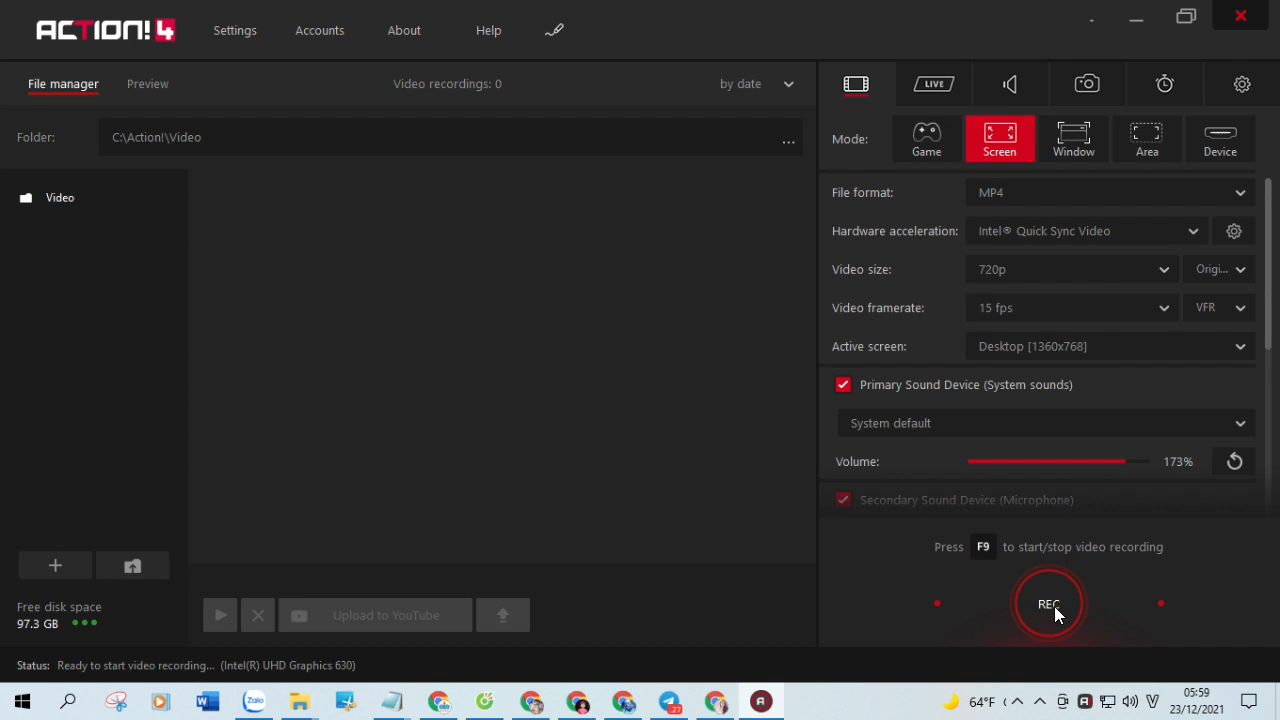 ACTION! 4 Settings Accounts About Help
File manager Preview Video recordings: 0 by date LIVE
Folder: C:\Action!\Video ...
Mode: Game Screen Window Area Device
Video
File format: MP4
Hardware acceleration: Intel® Quick Sync Video
Video size: 720p Origi...
Video framerate: 15 fps VFR
Active screen: Desktop [1360x768]
Primary Sound Device (System sounds)
System default
Volume: 173%
Secondary Sound Device (Microphone)
Press F9 to start/stop video recording
REC
Free disk space
97.3 GB
Upload to YouTube
Status: Ready to start video recording... (Intel(R) UHD Graphics 630)
Zalo
27
64°F
05:59
23/12/2021